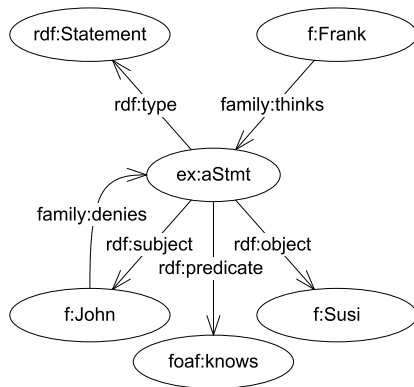 rdf:Statement
f:Frank
rdf:type
family:thinks
ex:aStmt
family:denies
rdf:subject
rdf:object
rdf:predicate
f:John
f:Susi
foaf:knows